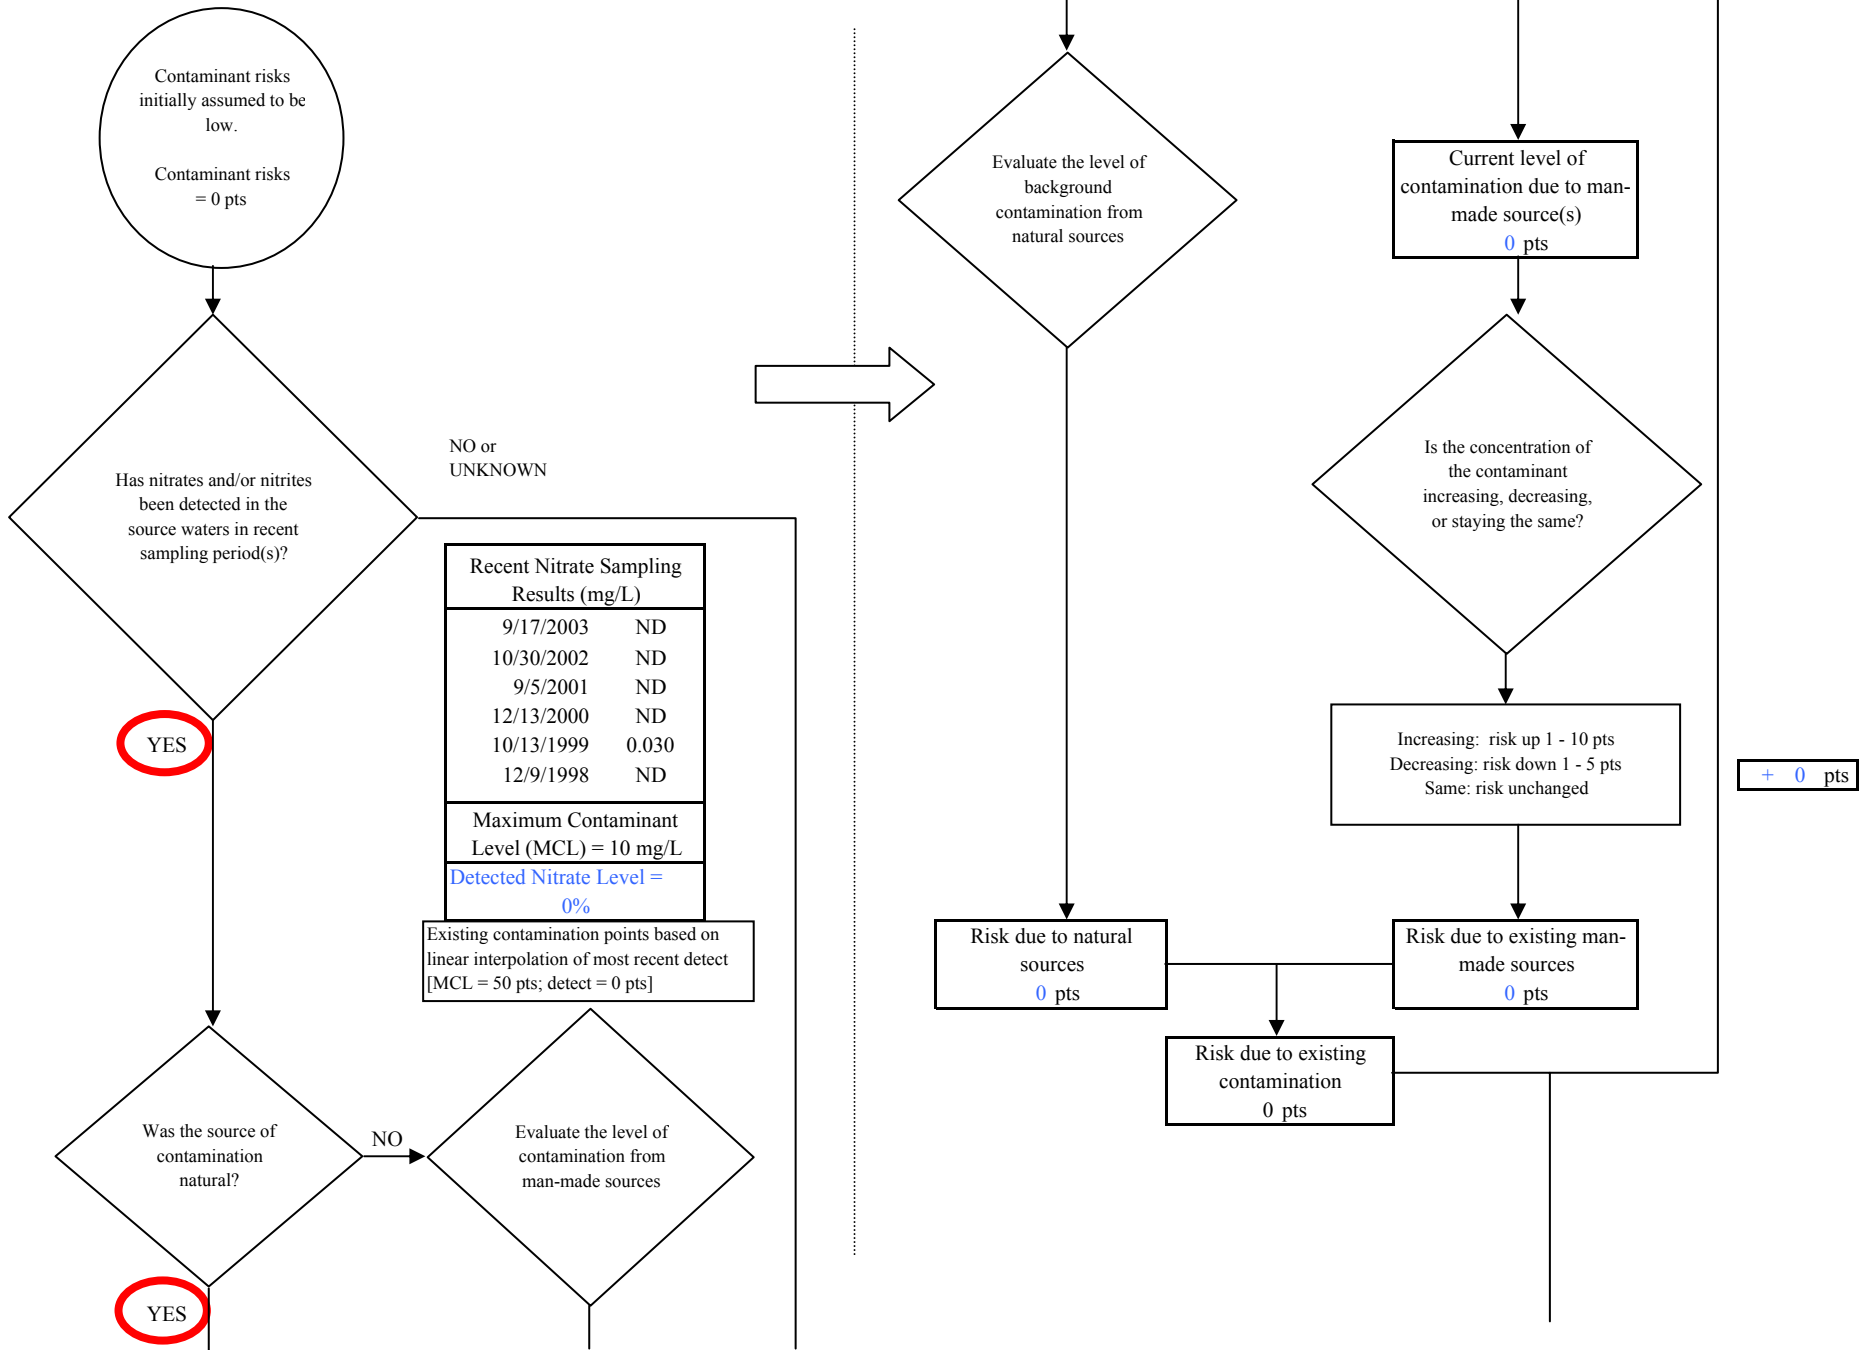 Contaminant risks
initially assumed to be
low.
Contaminant risks
= 0 pts
Has nitrates and/or nitrites
been detected in the
source waters in recent
sampling period(s)?
NO or
UNKNOWN
YES
Recent Nitrate Sampling
Results (mg/L)
9/17/2003 ND
10/30/2002 ND
9/5/2001 ND
12/13/2000 ND
10/13/1999 0.030
12/9/1998 ND
Maximum Contaminant
Level (MCL) = 10 mg/L
Detected Nitrate Level =
0%
Existing contamination points based on
linear interpolation of most recent detect
[MCL = 50 pts; detect = 0 pts]
Was the source of
contamination
natural?
NO
Evaluate the level of
contamination from
man-made sources
YES
Evaluate the level of
background
contamination from
natural sources
Current level of
contamination due to man-
made source(s)
0 pts
Is the concentration of
the contaminant
increasing, decreasing,
or staying the same?
Increasing: risk up 1 - 10 pts
Decreasing: risk down 1 - 5 pts
Same: risk unchanged
+ 0 pts
Risk due to natural
sources
0 pts
Risk due to existing man-
made sources
0 pts
Risk due to existing
contamination
0 pts